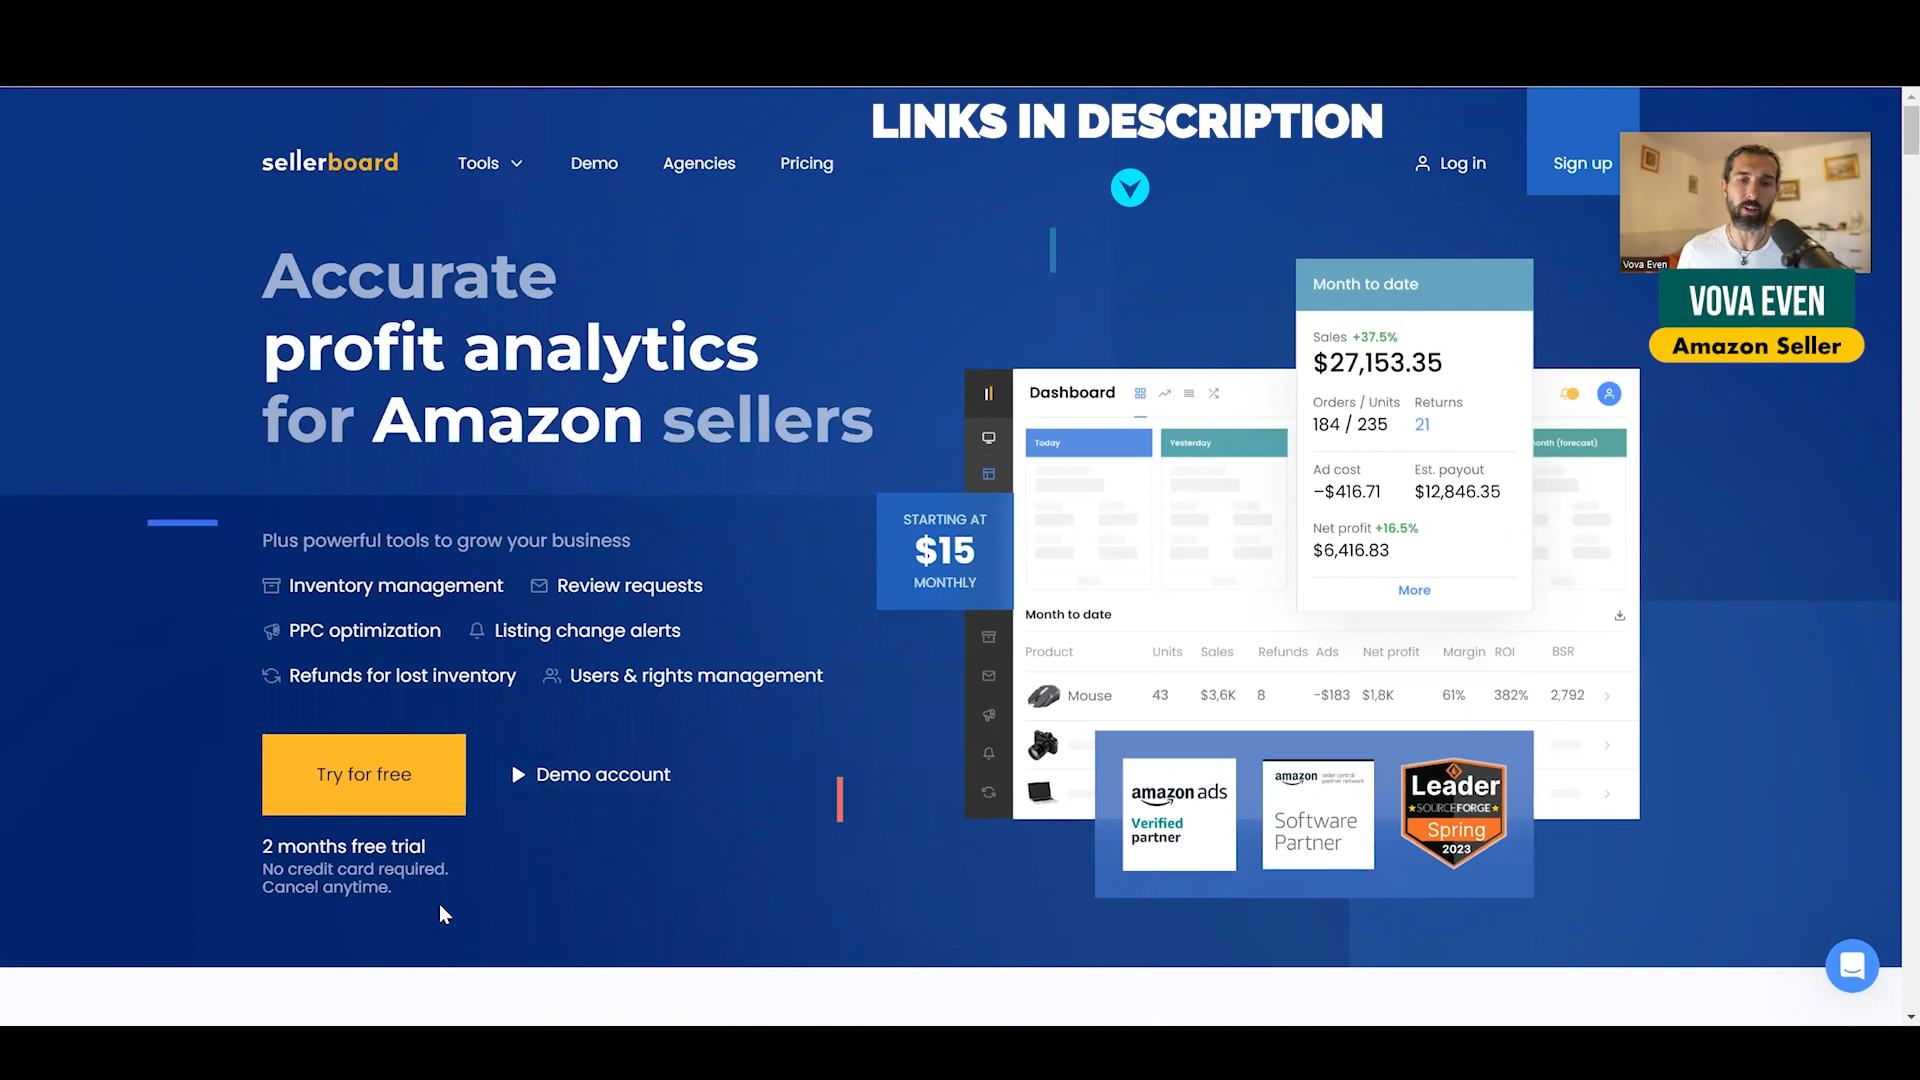 LINKS IN DESCRIPTION
sellerboard
Tools
Demo
Agencies
Pricing
Log in
Sign up
Vova Even
VOVA EVEN
Amazon Seller
Accurate
profit analytics
for Amazon sellers
Plus powerful tools to grow your business
Inventory management
Review requests
PPC optimization
Listing change alerts
Refunds for lost inventory
Users & rights management
Try for free
Demo account
2 months free trial
No credit card required.
Cancel anytime.
STARTING AT
$15
MONTHLY
Dashboard
Today
Yesterday
onth (forecast)
Month to date
Sales +37.5%
$27,153.35
Orders / Units
Returns
184 / 235
21
Ad cost
Est. payout
–$416.71
$12,846.35
Net profit +16.5%
$6,416.83
More
Month to date
Product Units Sales Refunds Ads Net profit Margin ROI BSR
Mouse 43 $3,6K 8 -$183 $1,8K 61% 382% 2,792
amazon ads
Verified
partner
amazon seller central
partner network
Software
Partner
Leader
SOURCEFORGE
Spring
2023